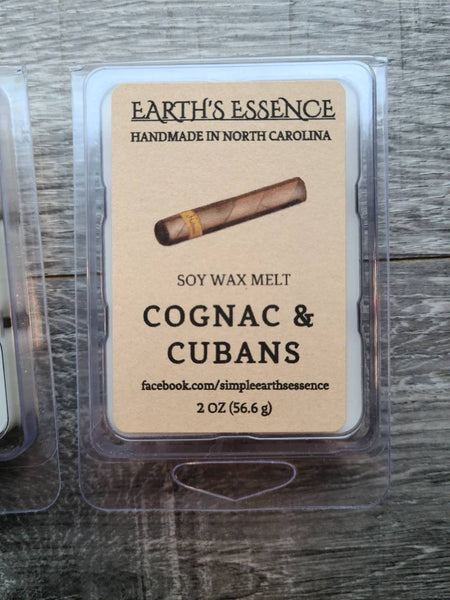 EARTH'S ESSENCE
HANDMADE IN NORTH CAROLINA
SOY WAX MELT
COGNAC &
CUBANS
facebook.com/simpleearthsessence
2 OZ (56.6 g)